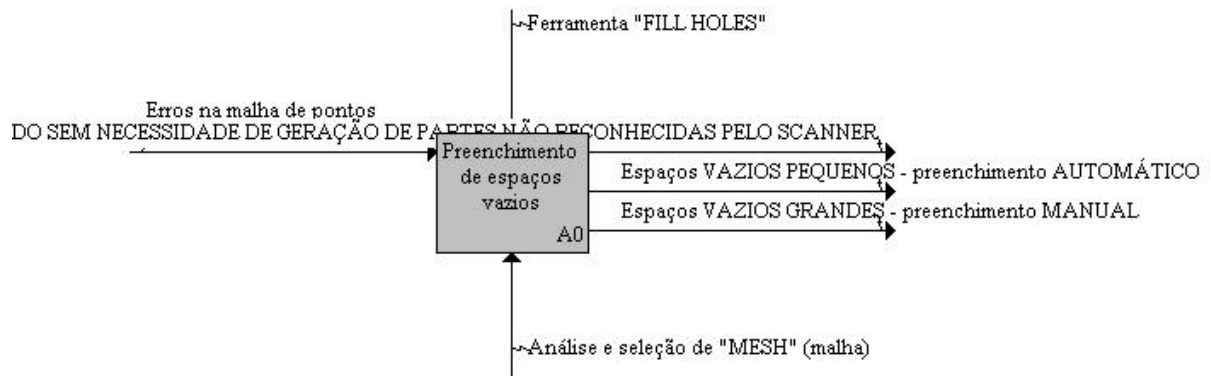 Ferramenta "FILL HOLES"
Erros na malha de pontos
DO SEM NECESSIDADE DE GERAÇÃO DE PARTES NÃO RECONHECIDAS PELO SCANNER
Preenchimento
de espaços
vazios
A0
Espaços VAZIOS PEQUENOS - preenchimento AUTOMÁTICO
Espaços VAZIOS GRANDES - preenchimento MANUAL
Análise e seleção de "MESH" (malha)